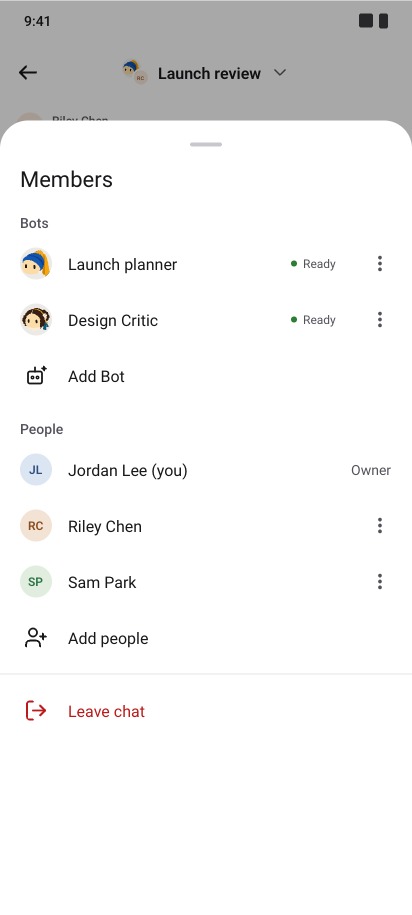 9:41
RC
Launch review
Riley Chen
Members
Bots
Launch planner
Ready
Design Critic
Ready
Add Bot
People
JL
Jordan Lee (you)
Owner
RC
Riley Chen
SP
Sam Park
Add people
Leave chat